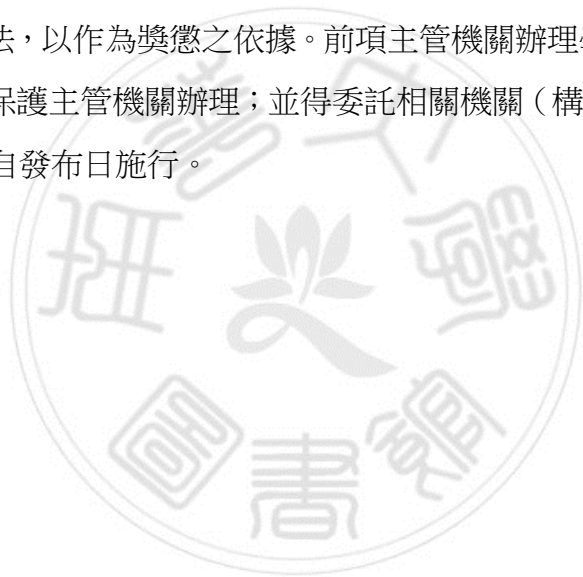 法，以作為獎懲之依據。前項主管機關辦理
保護主管機關辦理；並得委託相關機關（構
自發布日施行。
書